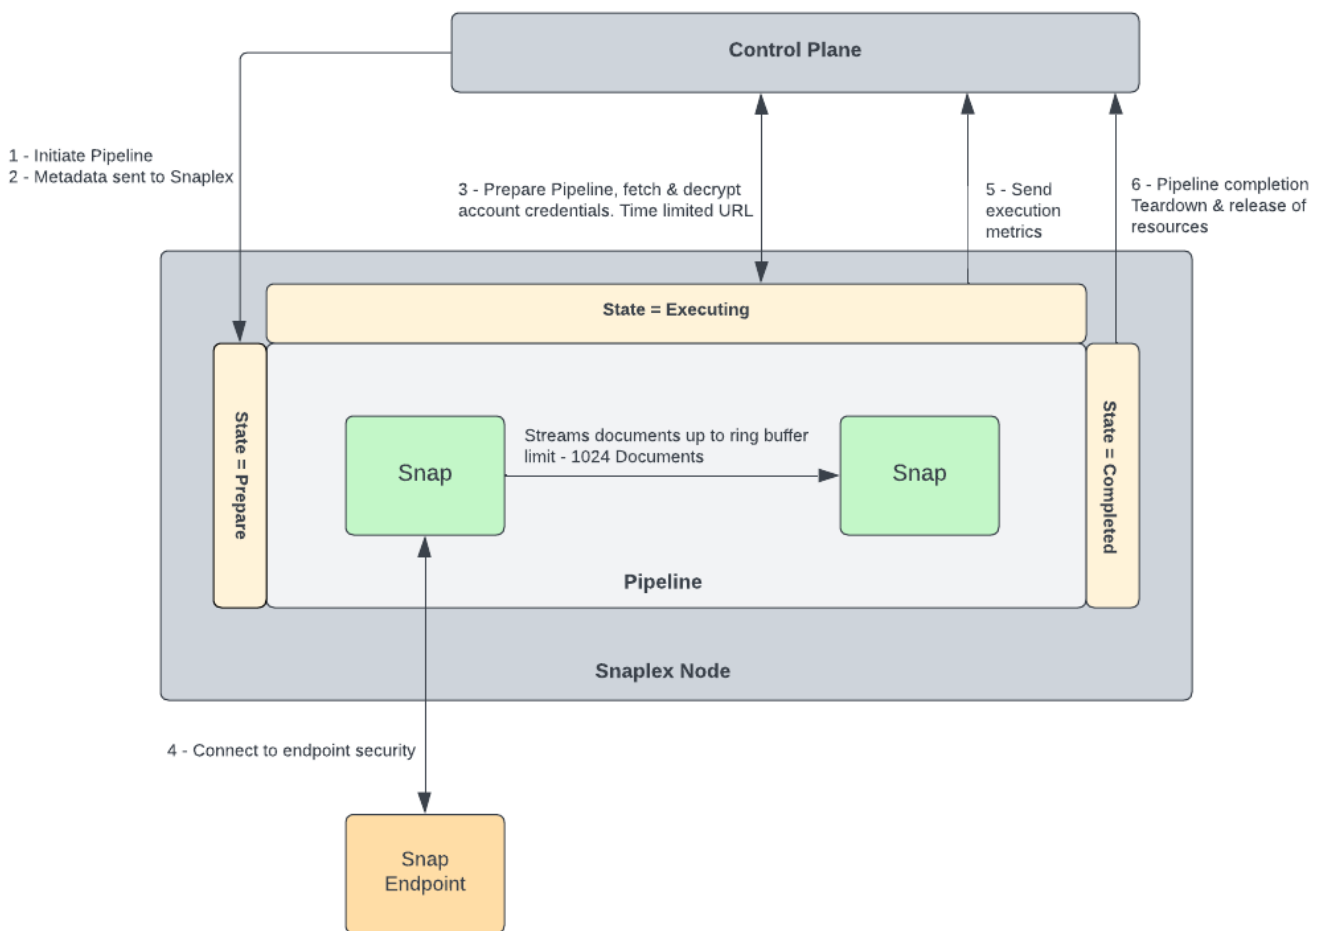 Control Plane
1 - Initiate Pipeline
2 - Metadata sent to Snaplex
3 - Prepare Pipeline, fetch & decrypt
account credentials. Time limited URL
5 - Send
execution
metrics
6 - Pipeline completion
Teardown & release of
resources
State = Executing
State = Prepare
Snap
Streams documents up to ring buffer
limit - 1024 Documents
Snap
State = Completed
Pipeline
Snaplex Node
4 - Connect to endpoint security
Snap
Endpoint